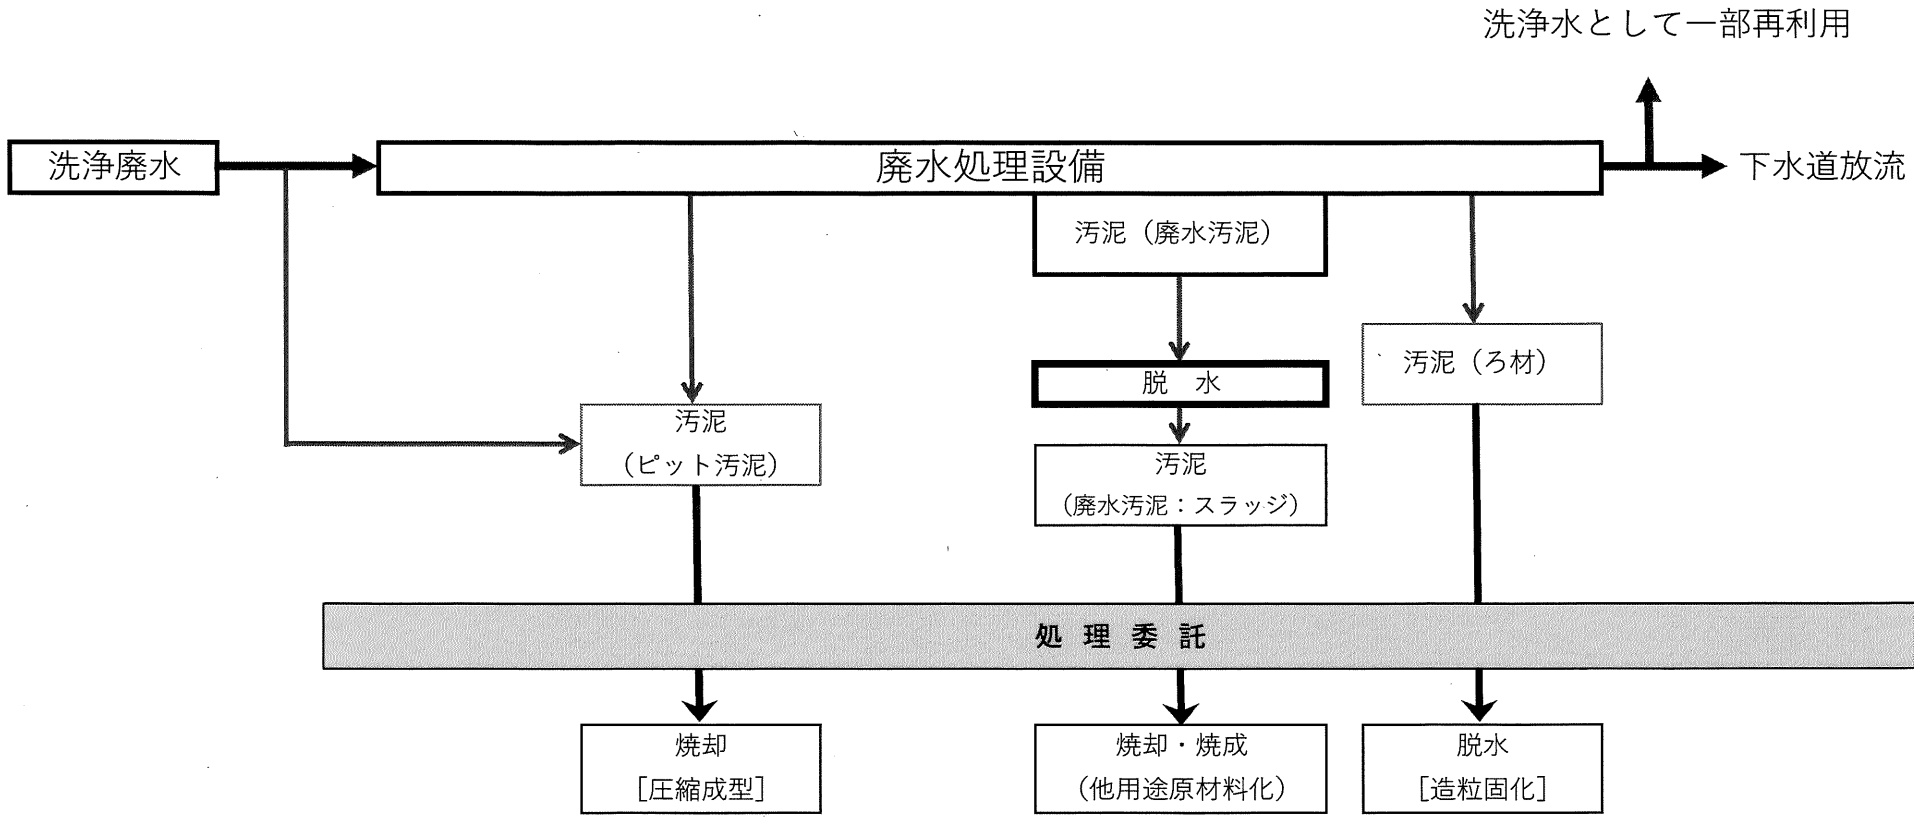 洗浄水として一部再利用
洗浄廃水
廃水処理設備
下水道放流
汚泥（廃水汚泥）
汚泥（ろ材）
脱　水
汚泥
（ピット汚泥）
汚泥
（廃水汚泥：スラッジ）
処 理 委 託
焼却
［圧縮成型］
焼却・焼成
（他用途原材料化）
脱水
［造粒固化］